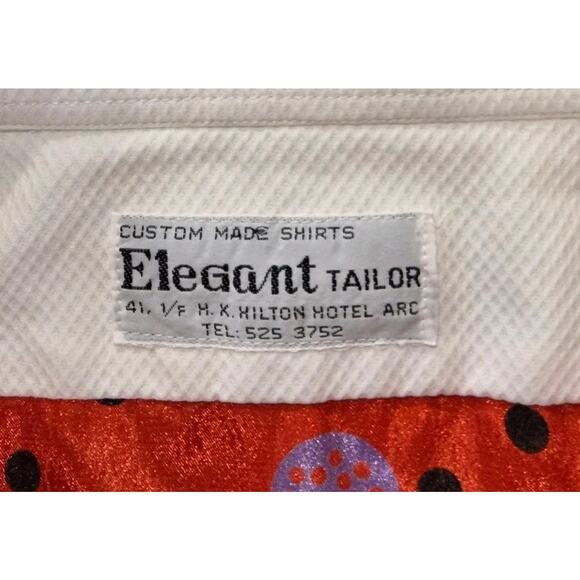 CUSTOM MADE SHIRTS
Elegant TAILOR
41, 1/F H.K. HILTON HOTEL ARC
TEL: 525 3752